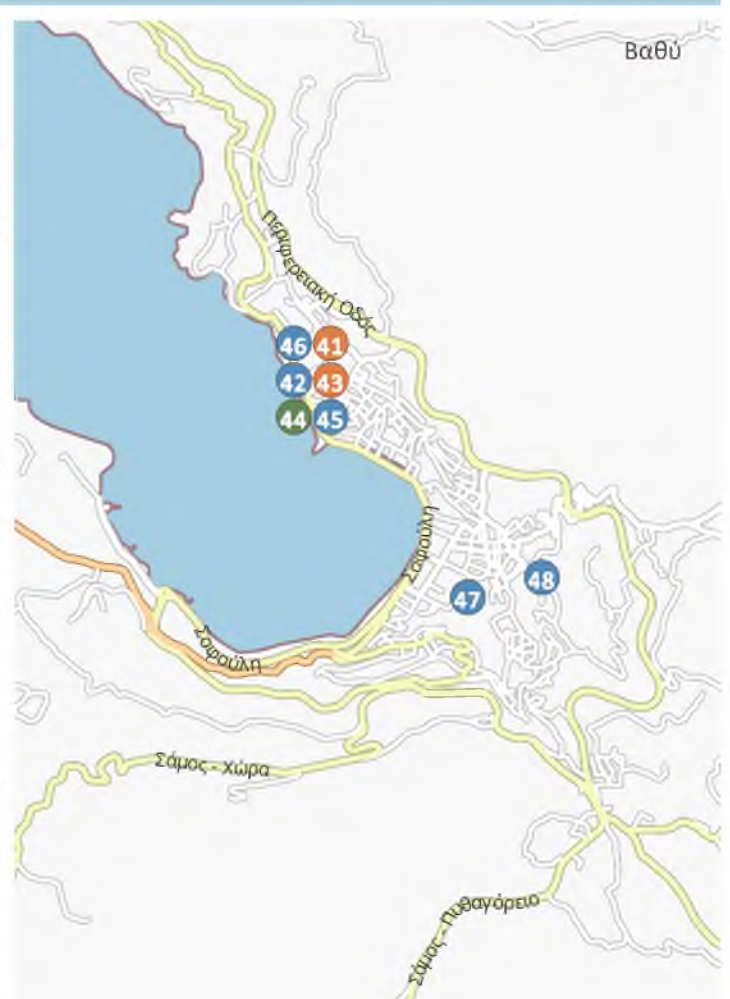 Βαθύ
Περιφερειακή Οδός
46 41
42 43
44 45
Σοφούλη
48
47
Σοφούλη
Σάμος - Χώρα
Σάμος - Πυθαγόρειο